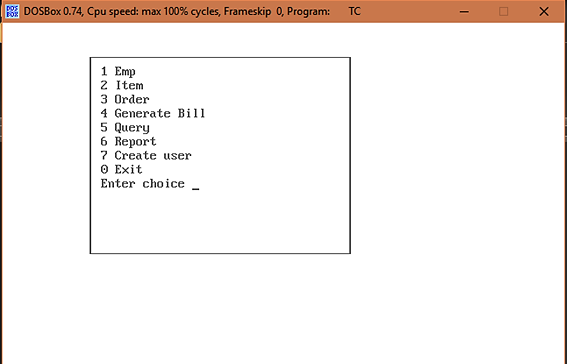 DOSBox 0.74, Cpu speed: max 100% cycles, Frameskip 0, Program: TC
1 Emp
2 Item
3 Order
4 Generate Bill
5 Query
6 Report
7 Create user
0 Exit
Enter choice _